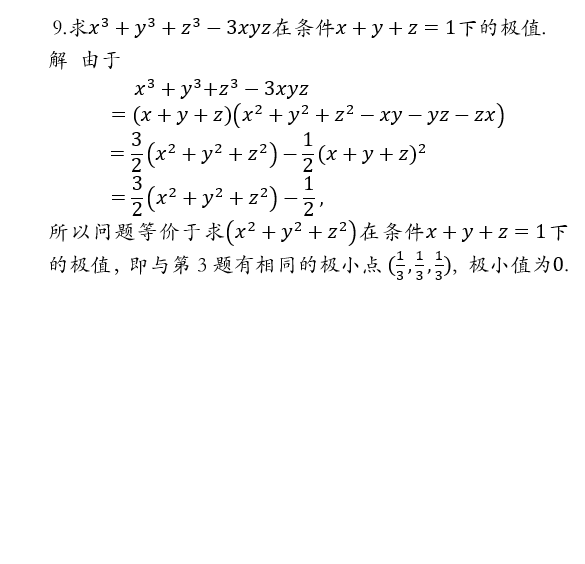 9.求x³ + y³ + z³ − 3xyz在条件x + y + z = 1下的极值.
解 由于
x³ + y³+z³ − 3xyz
= (x + y + z)(x² + y² + z² − xy − yz − zx)
= 3/2 (x² + y² + z²) − 1/2 (x + y + z)²
= 3/2 (x² + y² + z²) − 1/2 ,
所以问题等价于求(x² + y² + z²)在条件x + y + z = 1下
的极值, 即与第 3 题有相同的极小点 (1/3, 1/3, 1/3), 极小值为0.